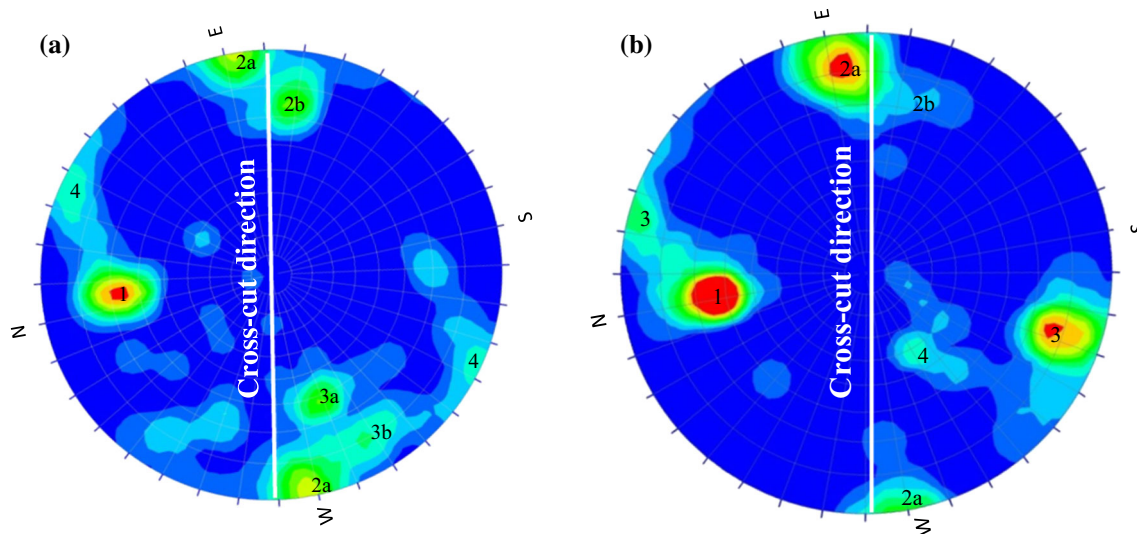 (a)
E
2a
2b
4
S
1
N
Cross-cut direction
4
3a
3b
2a
W
(b)
E
2a
2b
3
S
1
N
Cross-cut direction
3
4
2a
W